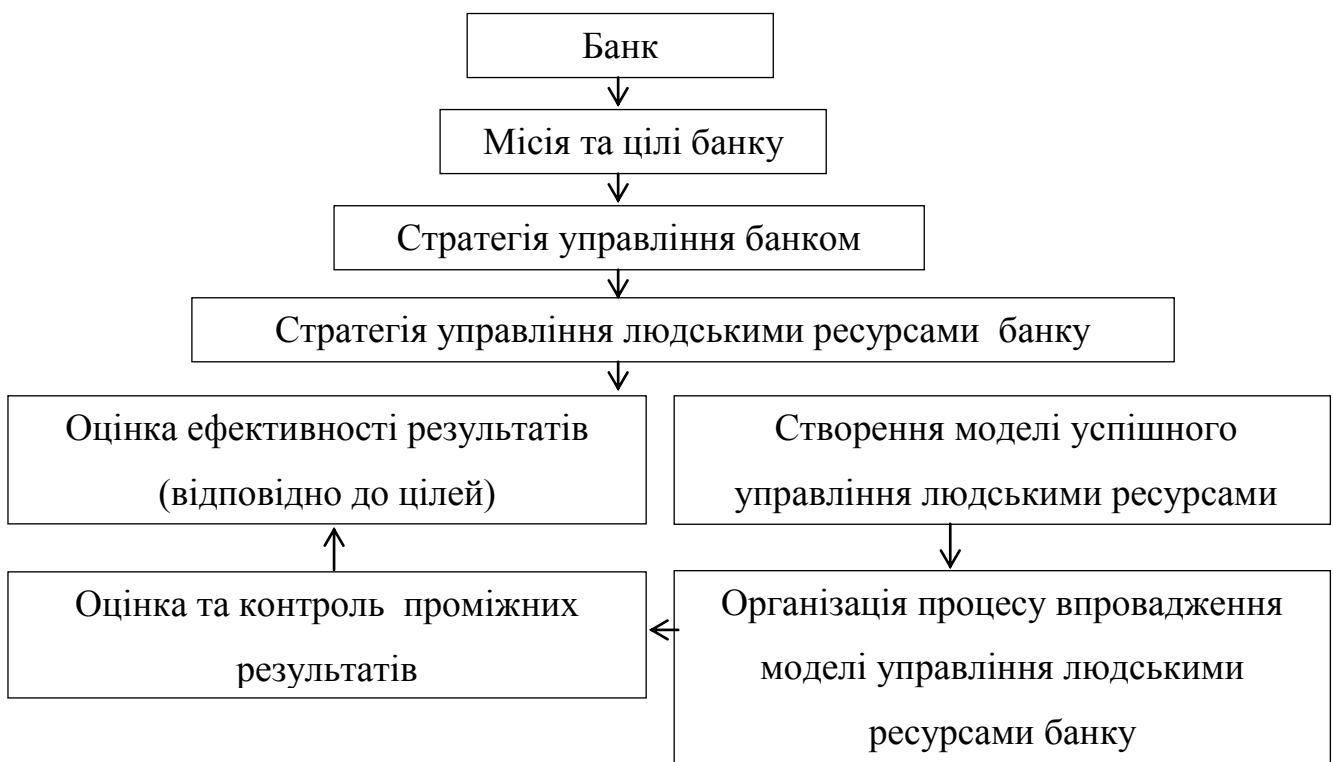 Банк
Місія та цілі банку
Стратегія управління банком
Стратегія управління людськими ресурсами банку
Оцінка ефективності результатів
(відповідно до цілей)
Створення моделі успішного
управління людськими ресурсами
Оцінка та контроль проміжних
результатів
Організація процесу впровадження
моделі управління людськими
ресурсами банку